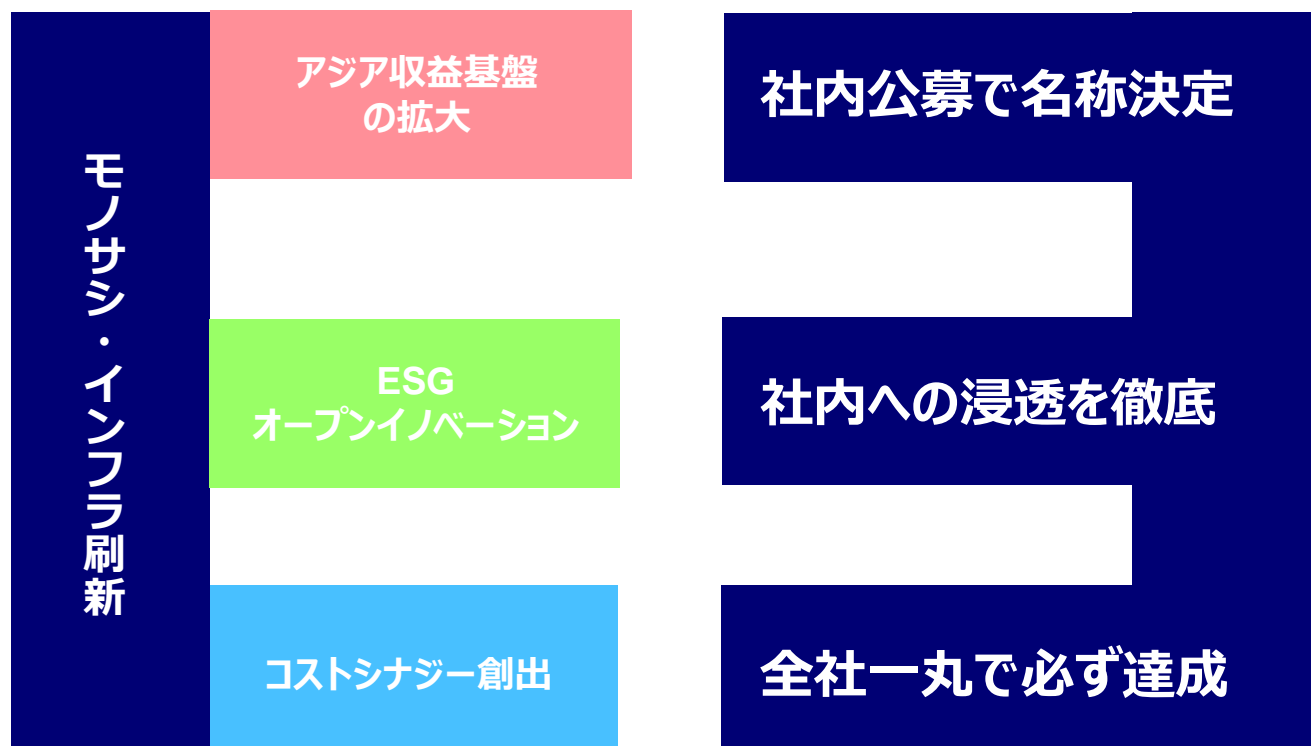 モノサシ・インフラ刷新
アジア収益基盤
の拡大
ESG
オープンイノベーション
コストシナジー創出
社内公募で名称決定
社内への浸透を徹底
全社一丸で必ず達成